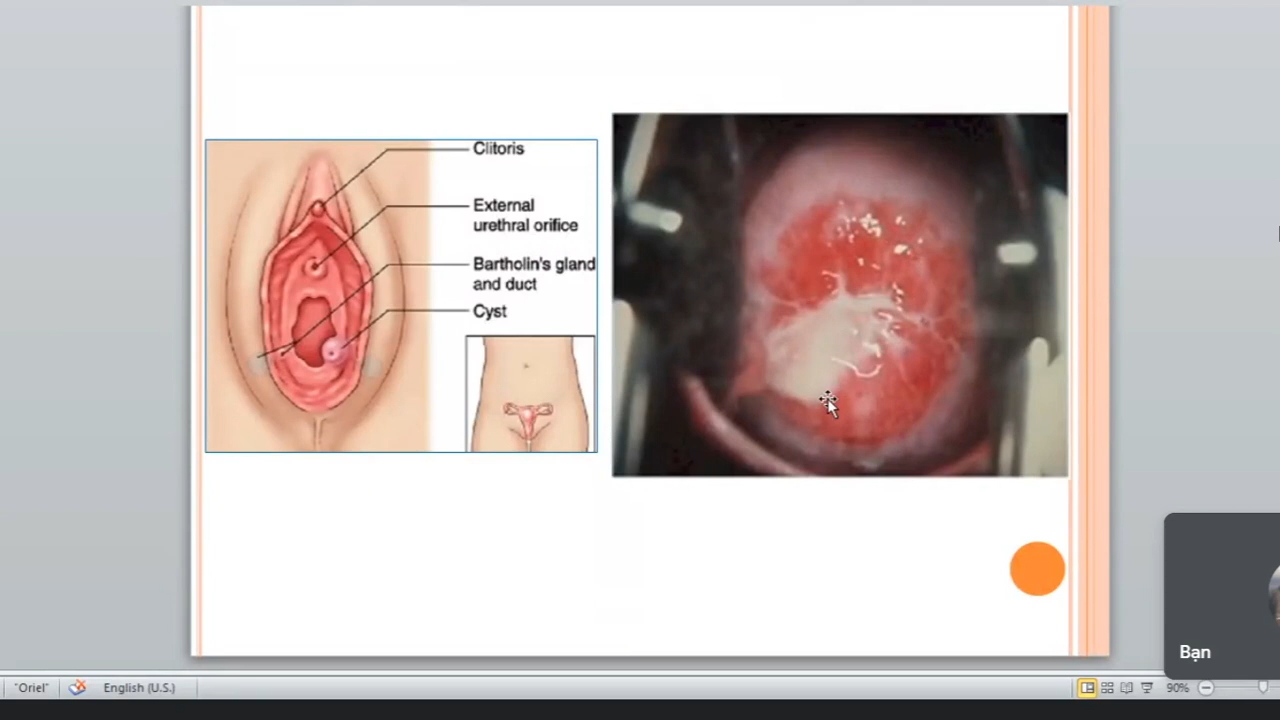 Clitoris
External
urethral orifice
Bartholin's gland
and duct
Cyst
Bạn
"Oriel"
English (U.S.)
90%